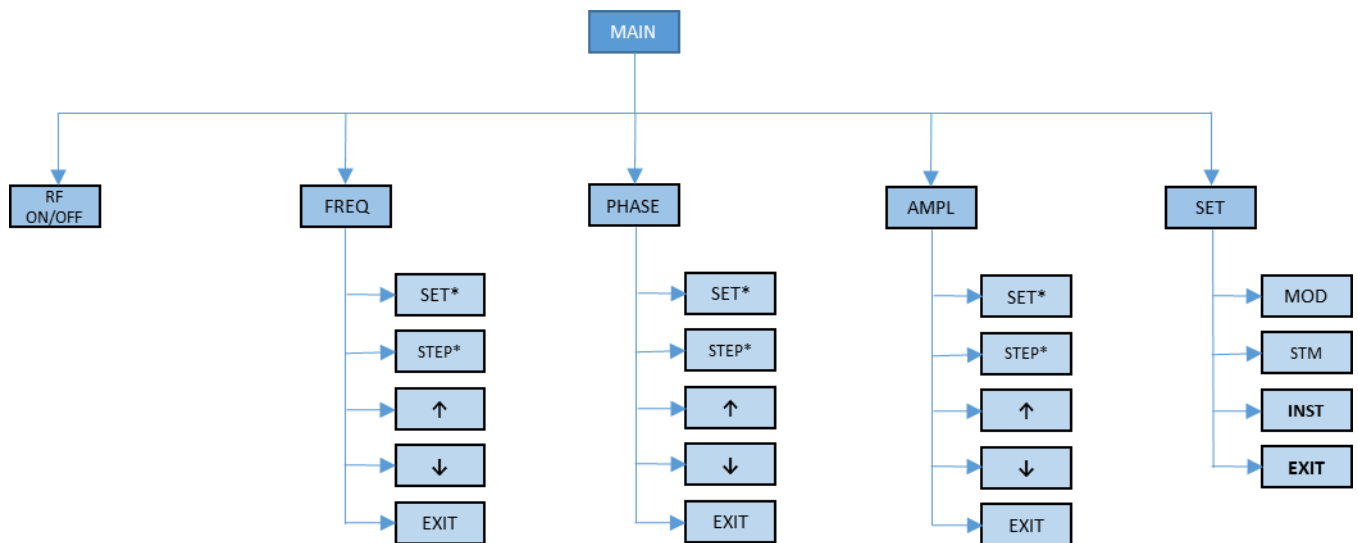 MAIN
RF
ON/OFF
FREQ
PHASE
AMPL
SET
SET*
STEP*
↑
↓
EXIT
SET*
STEP*
↑
↓
EXIT
SET*
STEP*
↑
↓
EXIT
MOD
STM
INST
EXIT